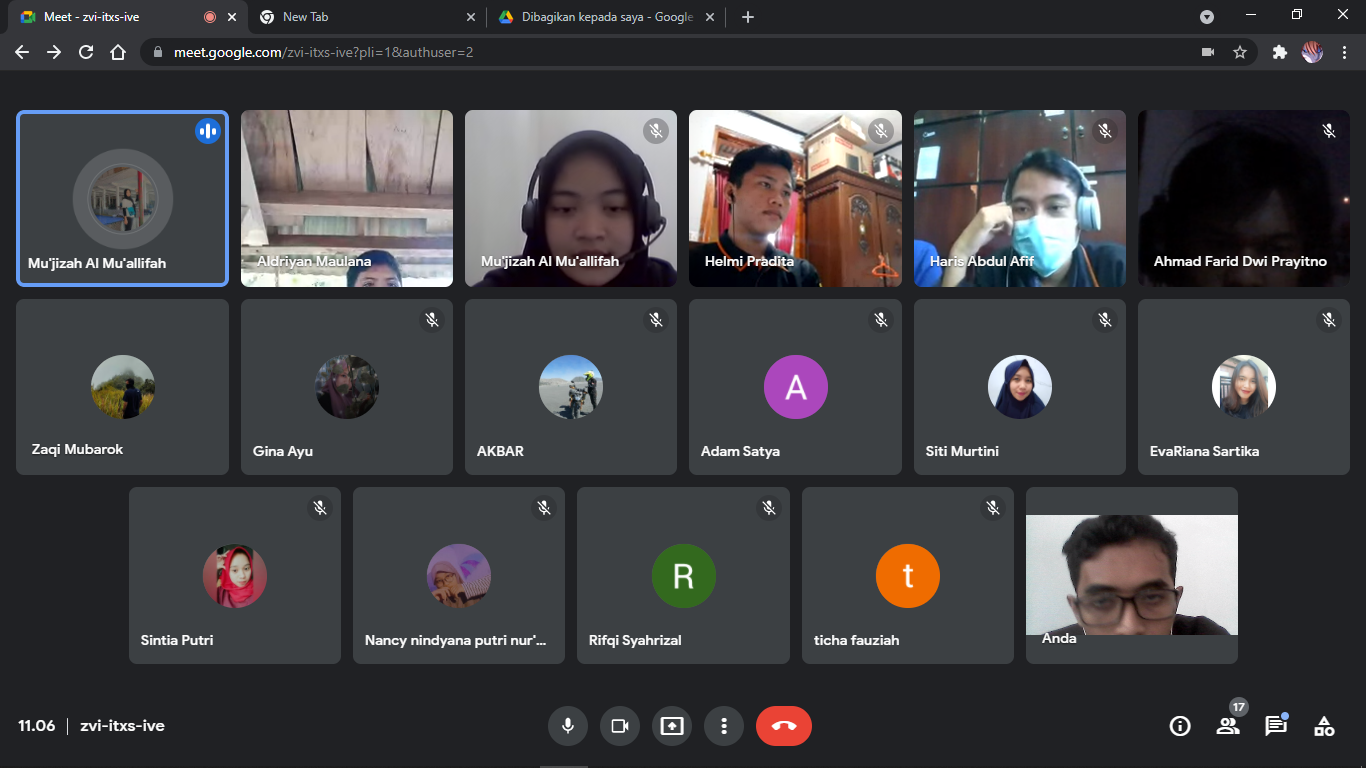 Meet - zvi-itxs-ive
New Tab
Dibagikan kepada saya - Google
meet.google.com/zvi-itxs-ive?pli=1&authuser=2
Mu'jizah Al Mu'allifah
Aldriyan Maulana
Mu'jizah Al Mu'allifah
Helmi Pradita
Haris Abdul Afif
Ahmad Farid Dwi Prayitno
Zaqi Mubarok
Gina Ayu
AKBAR
A
Adam Satya
Siti Murtini
EvaRiana Sartika
Sintia Putri
Nancy nindyana putri nur'...
R
Rifqi Syahrizal
t
ticha fauziah
Anda
11.06 | zvi-itxs-ive
17